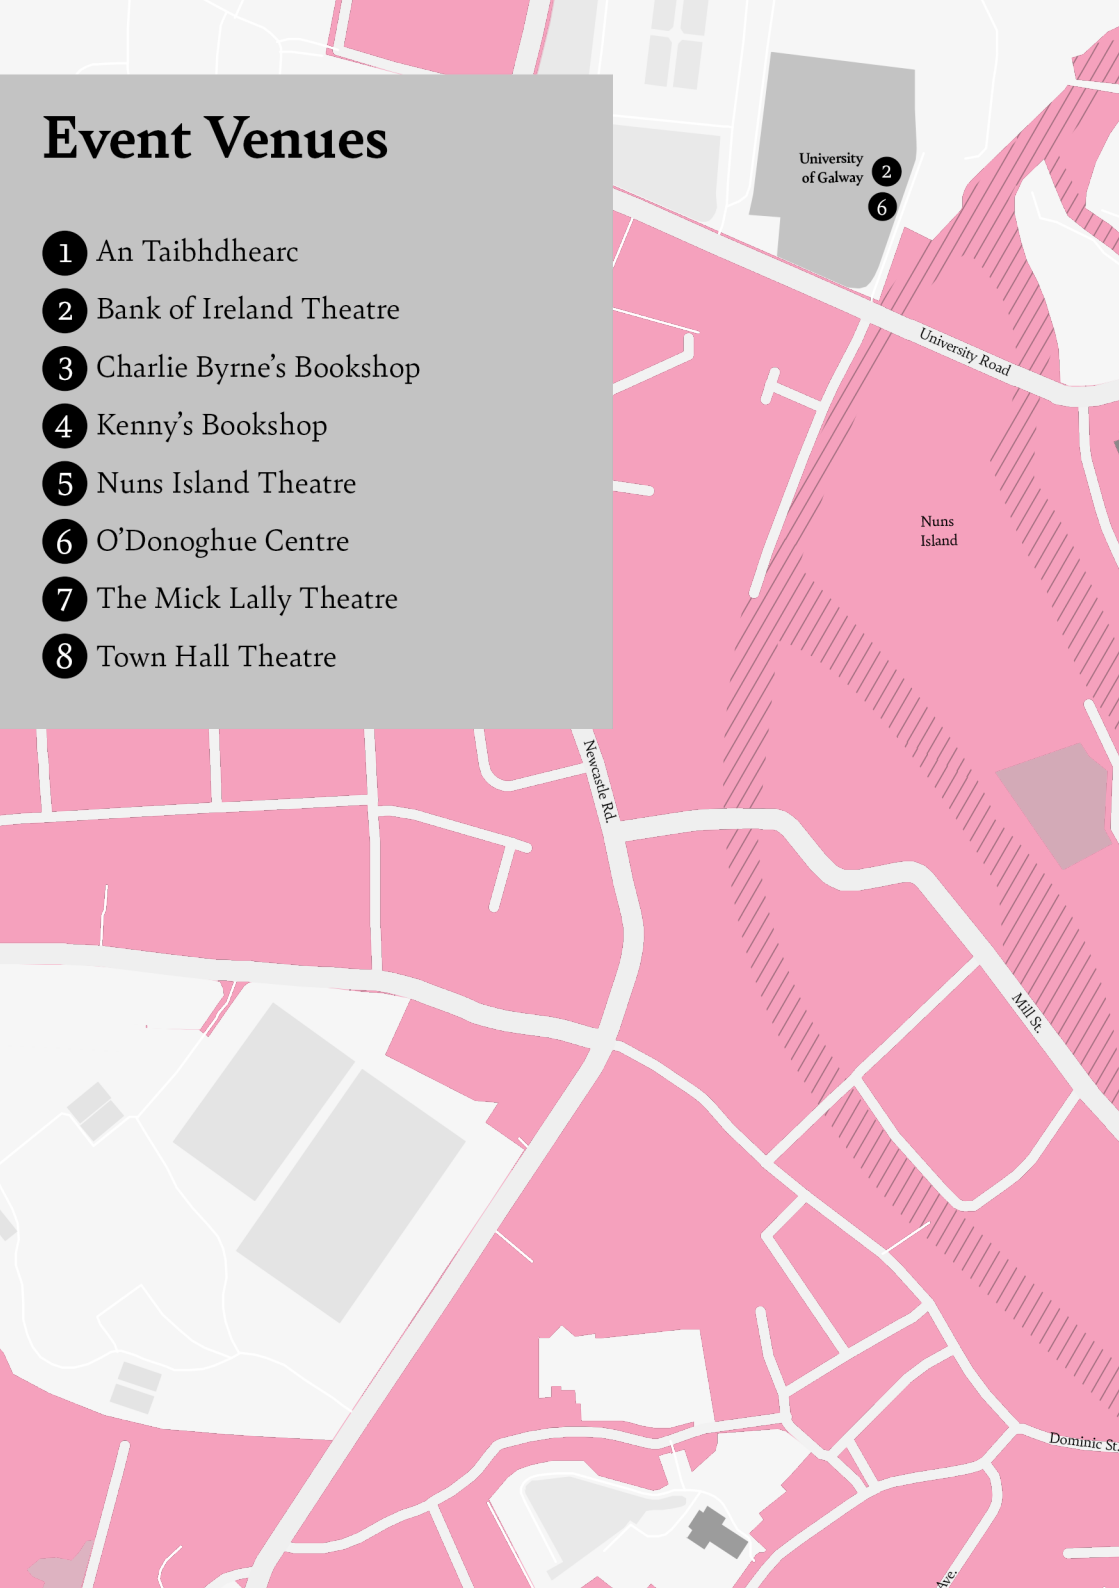 Event Venues
1 An Taibhdhearc
2 Bank of Ireland Theatre
3 Charlie Byrne’s Bookshop
4 Kenny’s Bookshop
5 Nuns Island Theatre
6 O’Donoghue Centre
7 The Mick Lally Theatre
8 Town Hall Theatre
University
of Galway
2
6
University Road
Nuns
Island
Newcastle Rd.
Mill St.
Dominic St.
Ave.